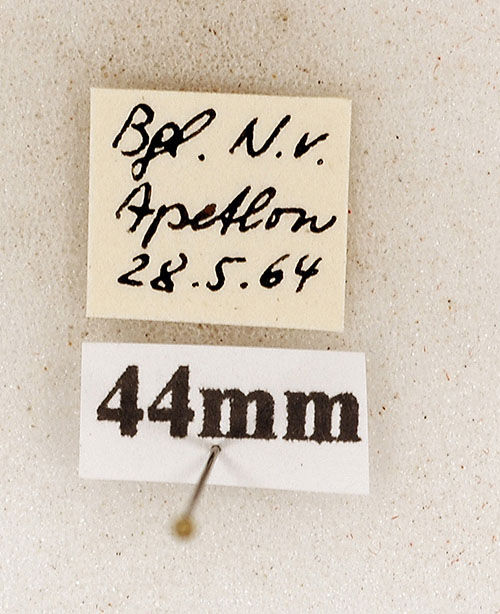 Bgl. N. v.
Apetlon
28.5.64
44mm